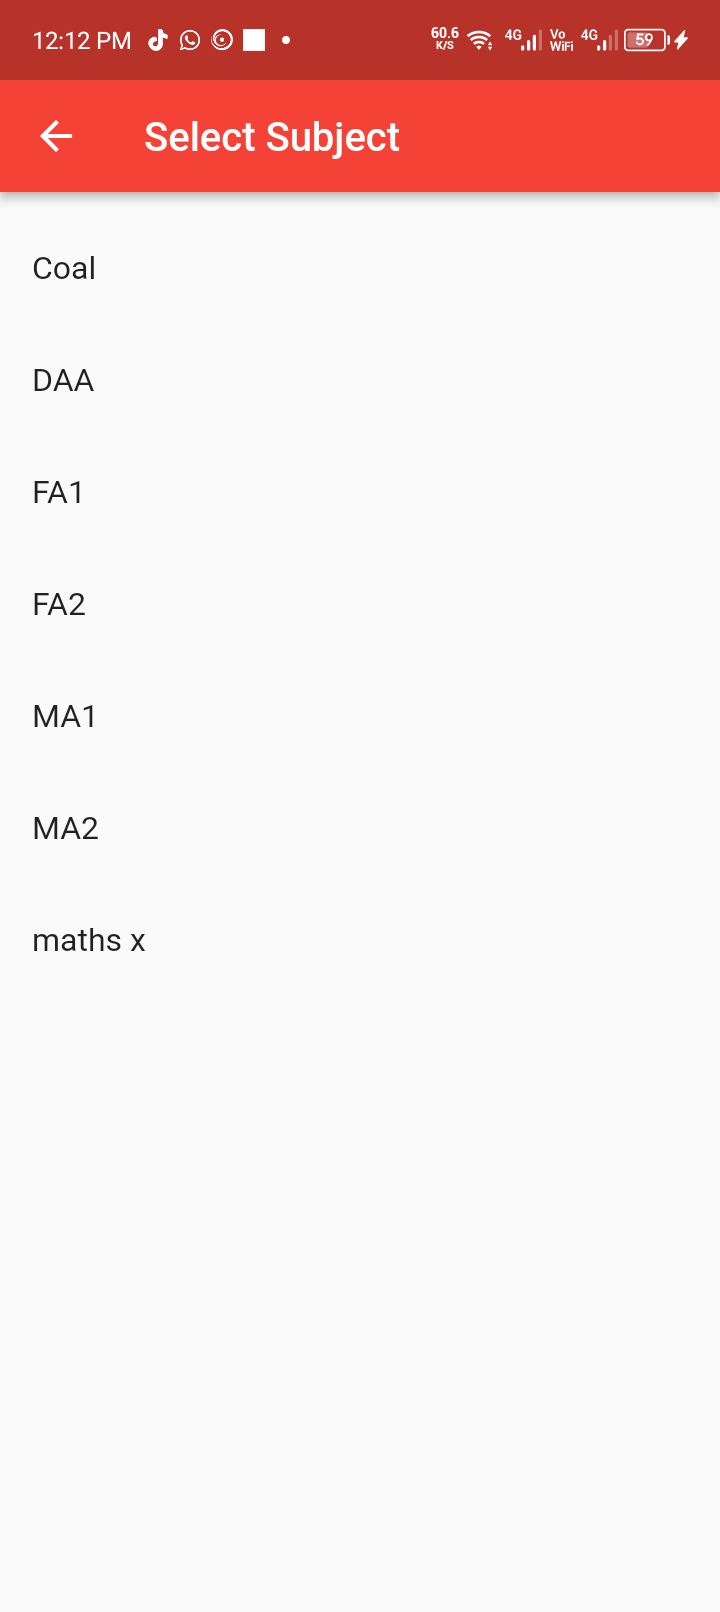 12:12 PM 60.6 K/S 4G Vo WiFi 4G 59
Select Subject
Coal
DAA
FA1
FA2
MA1
MA2
maths x